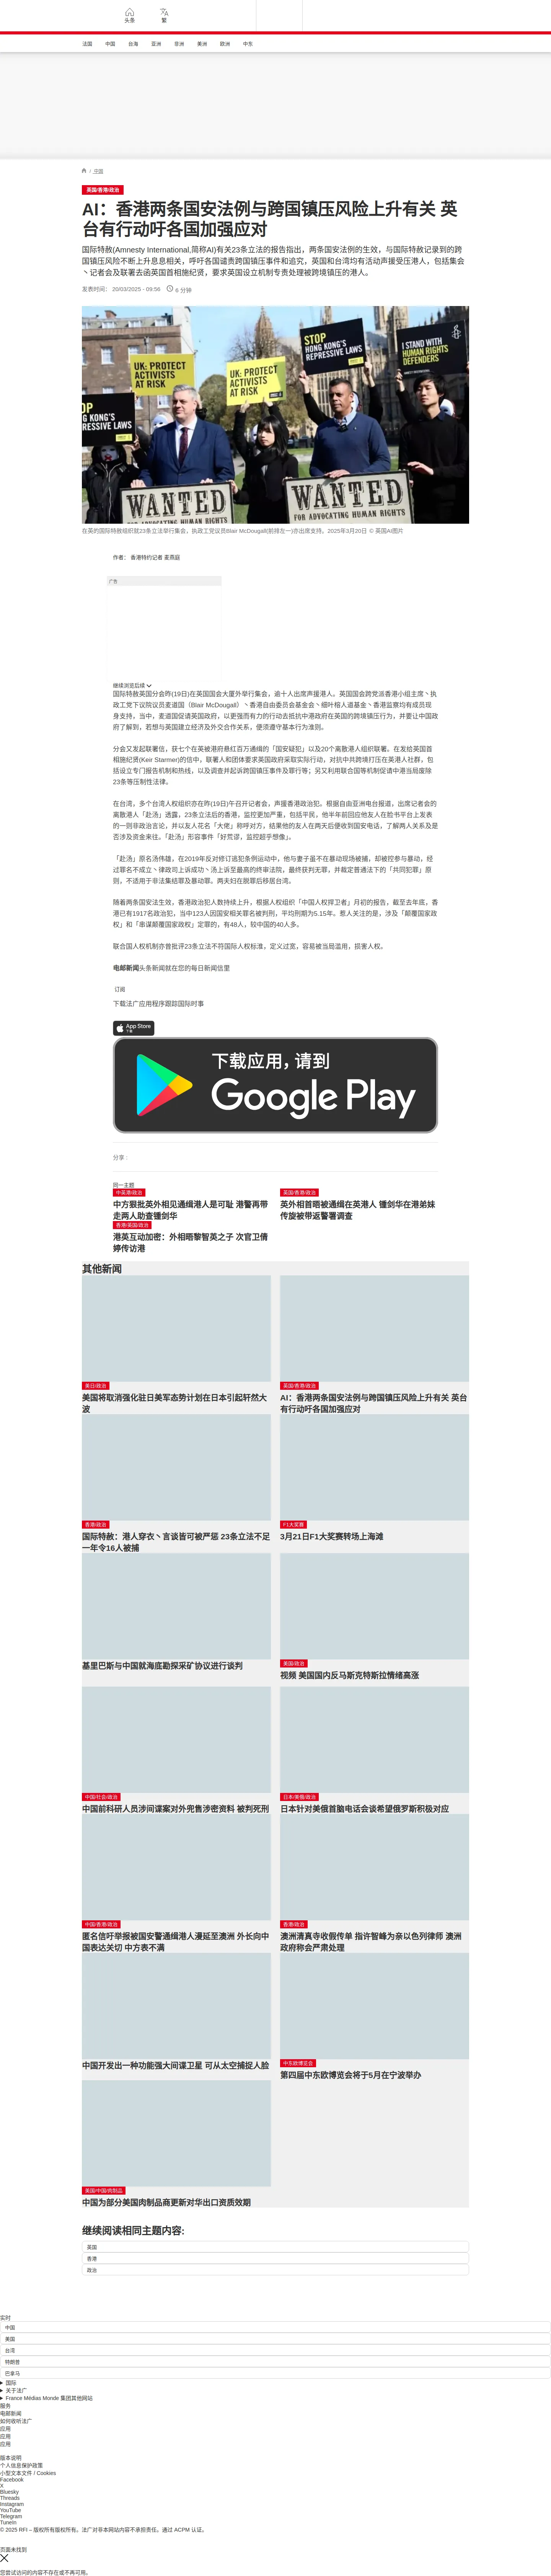 头条
繁
法国
中国
台海
亚洲
非洲
美洲
欧洲
中东
/ 中国
英国/香港/政治
AI：香港两条国安法例与跨国镇压风险上升有关 英
台有行动吁各国加强应对
国际特赦(Amnesty International,简称AI)有关23条立法的报告指出，两条国安法例的生效，与国际特赦记录到的跨
国镇压风险不断上升息息相关，呼吁各国谴责跨国镇压事件和追究，英国和台湾均有活动声援受压港人，包括集会
丶记者会及联署去函英国首相施纪贤，要求英国设立机制专责处理被跨境镇压的港人。
发表时间： 20/03/2025 - 09:56
6 分钟
STOP
HONG KONG'S
REPRESSIVE
LAWS
I STAND
WITH
HUMAN RIGHTS
DEFENDERS
UK: PROTECT
ACTIVISTS
AT RISK
UK: PROTECT
ACTIVISTS
AT RISK
STOP
HONG KONG'S
REPRESSIVE LAWS
KONG'S
RESSIVE LAWS
WANTED
FOR ADVOCATING HUMAN RIGHTS
WANTED
FOR ADVOCATING HUMAN RIGHTS
在英的国际特赦组织就23条立法举行集会，执政工党议员Blair McDougall(前排左一)亦出席支持。2025年3月20日 © 英国AI图片
作者： 香港特约记者 麦燕庭
广告
继续浏览后续
国际特赦英国分会昨(19日)在英国国会大厦外举行集会，逾十人出席声援港人。英国国会跨党派香港小组主席丶执
政工党下议院议员麦道国（Blair McDougall）丶香港自由委员会基金会丶细叶榕人道基金丶香港监察均有成员现
身支持，当中，麦道国促请英国政府，以更强而有力的行动去抵抗中港政府在英国的跨境镇压行为，并要让中国政
府了解到，若想与英国建立经济及外交合作关系，便须遵守基本行为准则。
分会又发起联署信，获七个在英被港府悬红百万通缉的「国安疑犯」以及20个离散港人组织联署。在发给英国首
相施纪贤(Keir Starmer)的信中，联署人和团体要求英国政府采取实际行动，对抗中共跨境打压在英港人社群，包
括设立专门报告机制和热线，以及调查并起诉跨国镇压事件及罪行等；另又利用联合国等机制促请中港当局废除
23条等压制性法律。
在台湾，多个台湾人权组织亦在昨(19日)午召开记者会，声援香港政治犯。根据自由亚洲电台报道，出席记者会的
离散港人「赴汤」透露，23条立法后的香港，监控更加严重，包括平民，他半年前回应他友人在脸书平台上发表
的一则非政治言论，并以友人花名「大佬」称呼对方，结果他的友人在两天后便收到国安电话，了解两人关系及是
否涉及资金来往。「赴汤」形容事件「好荒谬，监控超乎想像」。
「赴汤」原名汤伟雄，在2019年反对修订逃犯条例运动中，他与妻子虽不在暴动现场被捕，却被控参与暴动，经
过罪名不成立丶律政司上诉成功丶汤上诉至最高的终审法院，最终获判无罪，并裁定普通法下的「共同犯罪」原
则，不适用于非法集结罪及暴动罪。两夫妇在脱罪后移居台湾。
随着两条国安法生效，香港政治犯人数持续上升，根据人权组织「中国人权捍卫者」月初的报告，截至去年底，香
港已有1917名政治犯，当中123人因国安相关罪名被判刑，平均刑期为5.15年。惹人关注的是，涉及「颠覆国家政
权」和「串谋颠覆国家政权」定罪的，有48人，较中国的40人多。
联合国人权机制亦曾批评23条立法不符国际人权标准，定义过宽，容易被当局滥用，损害人权。
电邮新闻头条新闻就在您的每日新闻信里
订阅
下载法广应用程序跟踪国际时事
App Store
下载
下载应用，请到
Google Play
分享 :
同一主题
中英港/政治
中方狠批英外相见通缉港人是可耻 港警再带
走两人助查锺剑华
英国/香港/政治
英外相首晤被通缉在英港人 锺剑华在港弟妹
传旋被带返警署调查
香港/英国/政治
港英互动加密：外相晤黎智英之子 次官卫倩
婷传访港
其他新闻
美日/政治
美国将取消强化驻日美军态势计划在日本引起轩然大
波
英国/香港/政治
AI：香港两条国安法例与跨国镇压风险上升有关 英台
有行动吁各国加强应对
香港/政治
国际特赦：港人穿衣丶言谈皆可被严惩 23条立法不足
一年令16人被捕
F1大奖赛
3月21日F1大奖赛转场上海滩
基里巴斯与中国就海底勘探采矿协议进行谈判
美国/政治
视频 美国国内反马斯克特斯拉情绪高涨
中国/社会/政治
中国前科研人员涉间谍案对外兜售涉密资料 被判死刑
日本/美俄/政治
日本针对美俄首脑电话会谈希望俄罗斯积极对应
中国/香港/政治
匿名信吁举报被国安警通缉港人漫延至澳洲 外长向中
国表达关切 中方表不满
香港/政治
澳洲清真寺收假传单 指许智峰为亲以色列律师 澳洲
政府称会严肃处理
中国开发出一种功能强大间谍卫星 可从太空捕捉人脸
中东欧博览会
第四届中东欧博览会将于5月在宁波举办
美国/中国/肉制品
中国为部分美国肉制品商更新对华出口资质效期
继续阅读相同主题内容:
英国
香港
政治
实时
中国
美国
台湾
特朗普
巴拿马
国际
关于法广
France Médias Monde 集团其他网站
服务
电邮新闻
如何收听法广
应用
应用
应用
版本说明
个人信息保护政策
小型文本文件 / Cookies
Facebook
X
Bluesky
Threads
Instagram
YouTube
Telegram
TuneIn
© 2025 RFI – 版权所有版权所有。法广对非本网站内容不承担责任。通过 ACPM 认证。
页面未找到
您尝试访问的内容不存在或不再可用。